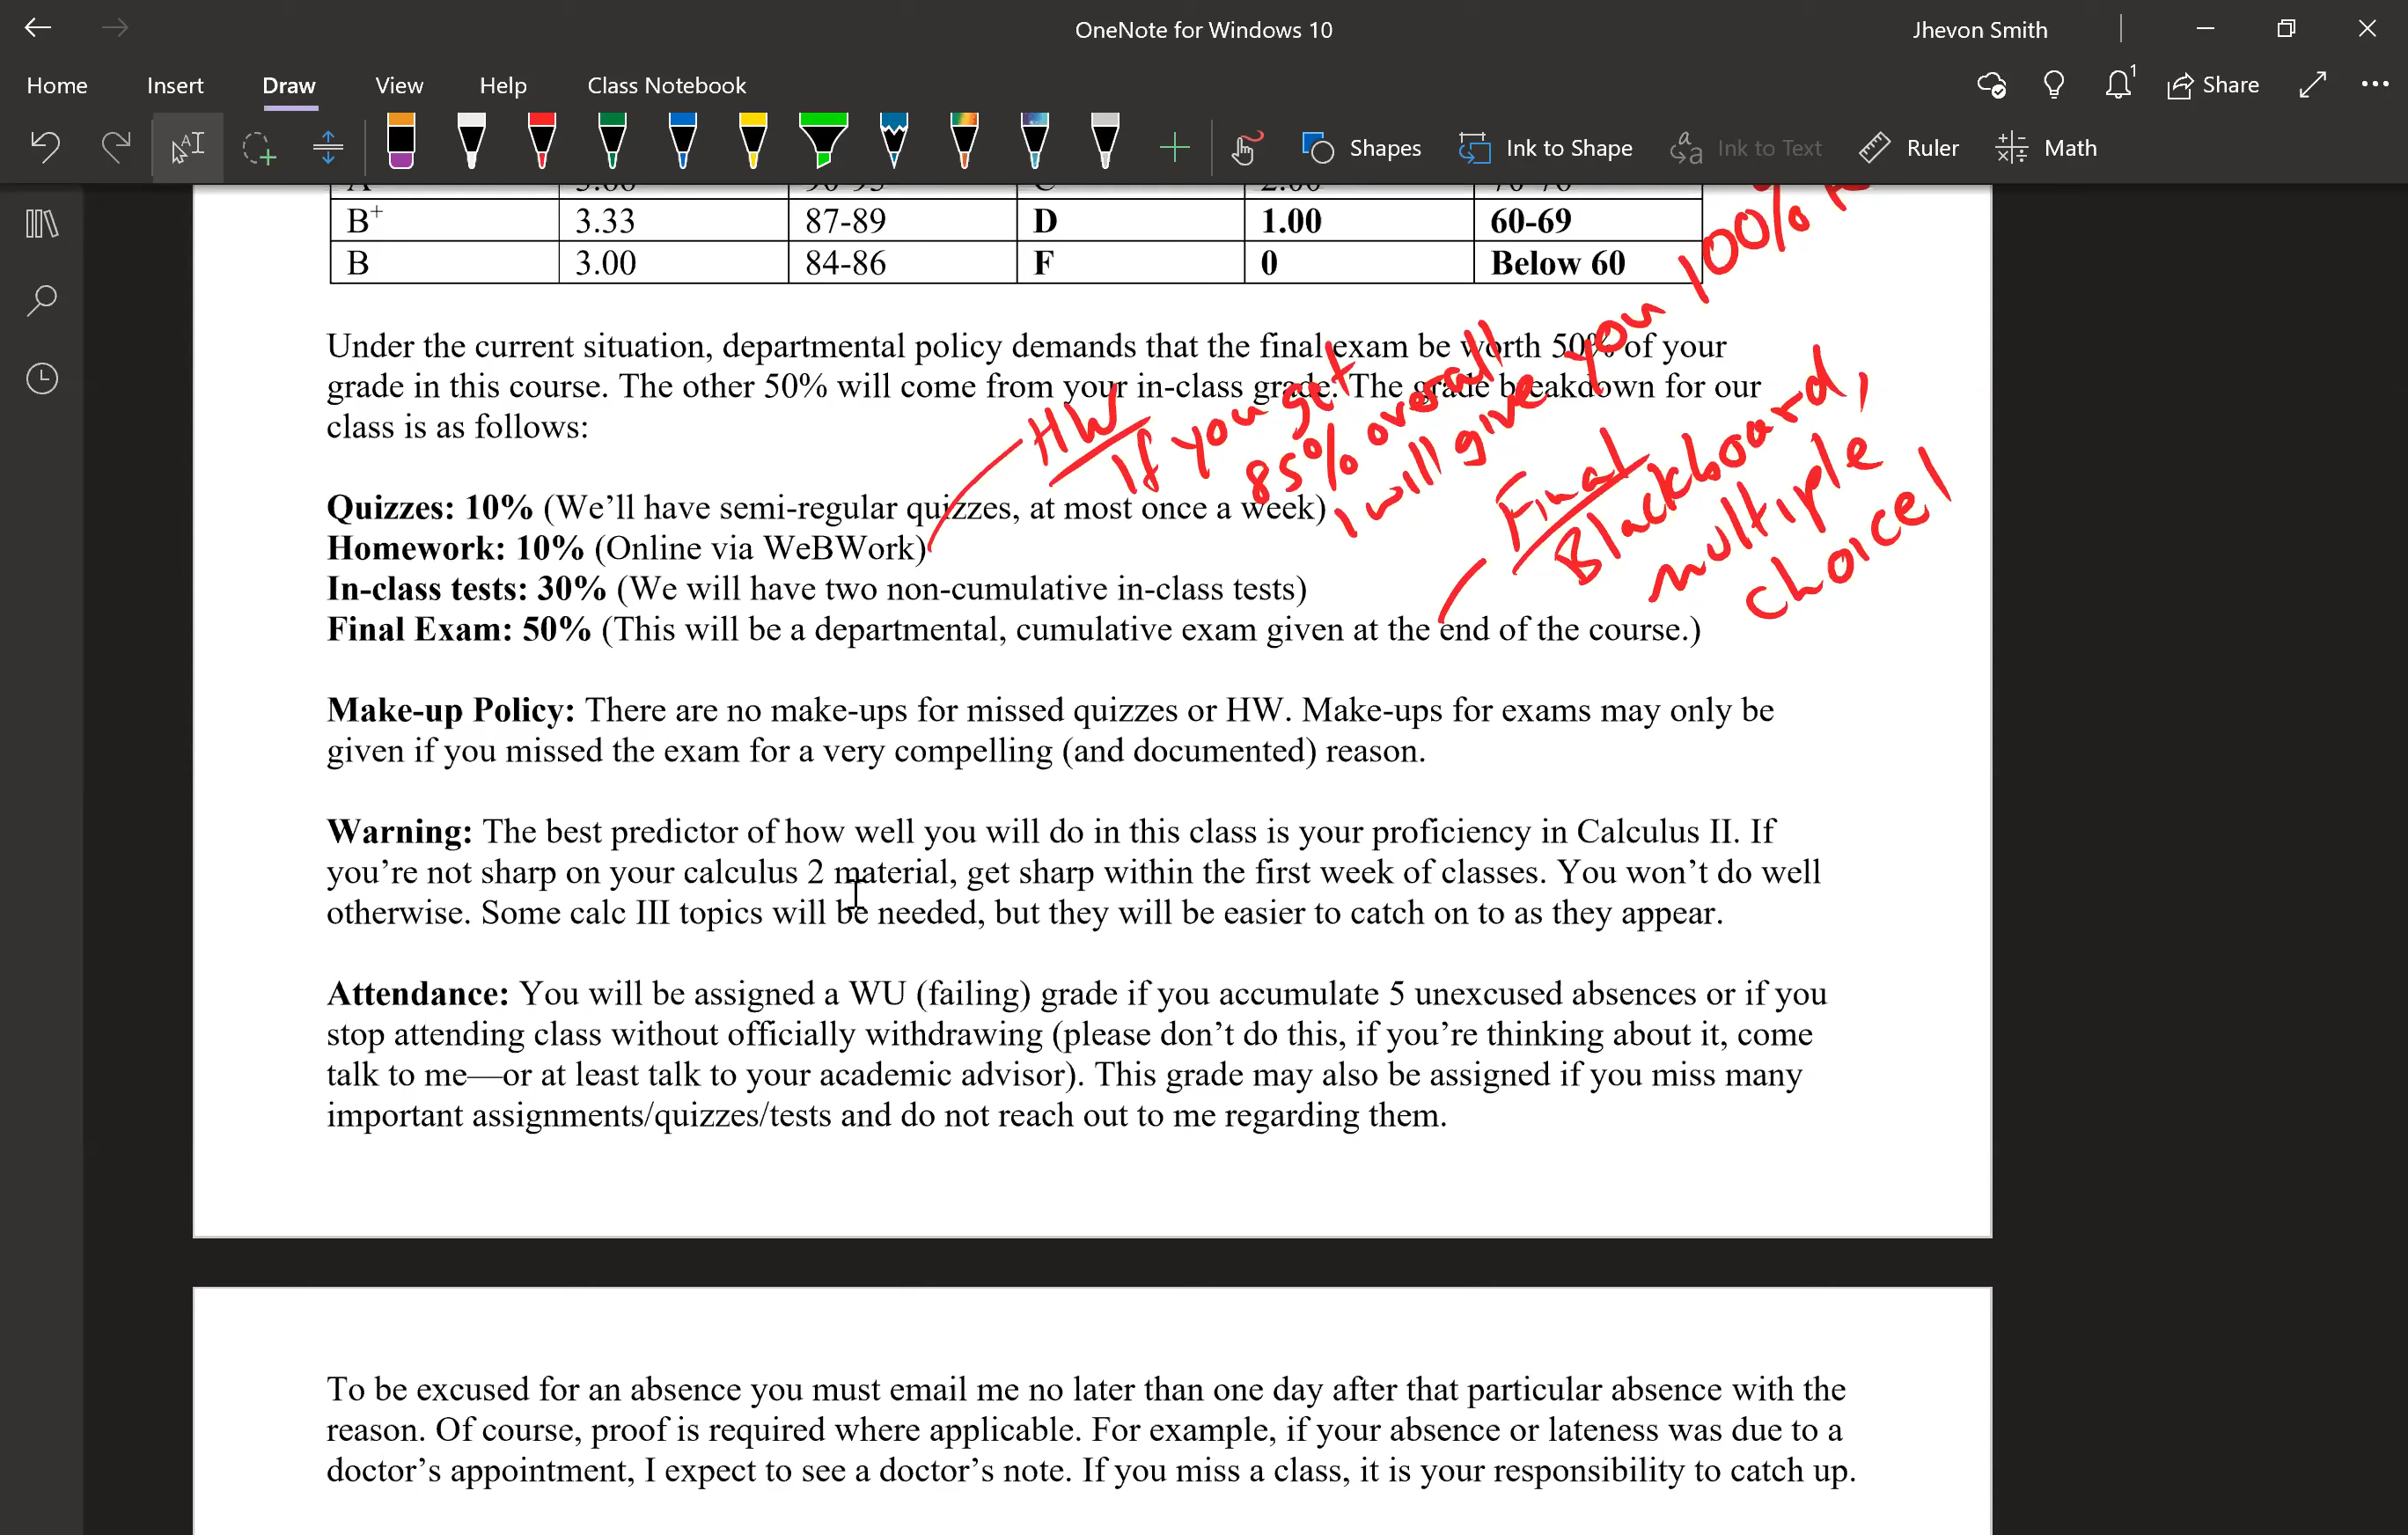 OneNote for Windows 10
Jhevon Smith
Home Insert Draw View Help Class Notebook
1
Share
Shapes
Ink to Shape
Ink to Text
Ruler
Math
B+ 3.33 87-89 D 1.00 60-69
B 3.00 84-86 F 0 Below 60
Under the current situation, departmental policy demands that the final exam be worth 50% of your
grade in this course. The other 50% will come from your in-class grade. The grade breakdown for our
class is as follows:
HW
If you get
85% overall
I will give you 100%
Quizzes: 10% (We’ll have semi-regular quizzes, at most once a week)
Homework: 10% (Online via WeBWork)
In-class tests: 30% (We will have two non-cumulative in-class tests)
Final Exam: 50% (This will be a departmental, cumulative exam given at the end of the course.)
Final
Blackboard,
multiple
choice!
Make-up Policy: There are no make-ups for missed quizzes or HW. Make-ups for exams may only be
given if you missed the exam for a very compelling (and documented) reason.
Warning: The best predictor of how well you will do in this class is your proficiency in Calculus II. If
you’re not sharp on your calculus 2 material, get sharp within the first week of classes. You won’t do well
otherwise. Some calc III topics will be needed, but they will be easier to catch on to as they appear.
Attendance: You will be assigned a WU (failing) grade if you accumulate 5 unexcused absences or if you
stop attending class without officially withdrawing (please don’t do this, if you’re thinking about it, come
talk to me—or at least talk to your academic advisor). This grade may also be assigned if you miss many
important assignments/quizzes/tests and do not reach out to me regarding them.
To be excused for an absence you must email me no later than one day after that particular absence with the
reason. Of course, proof is required where applicable. For example, if your absence or lateness was due to a
doctor’s appointment, I expect to see a doctor’s note. If you miss a class, it is your responsibility to catch up.